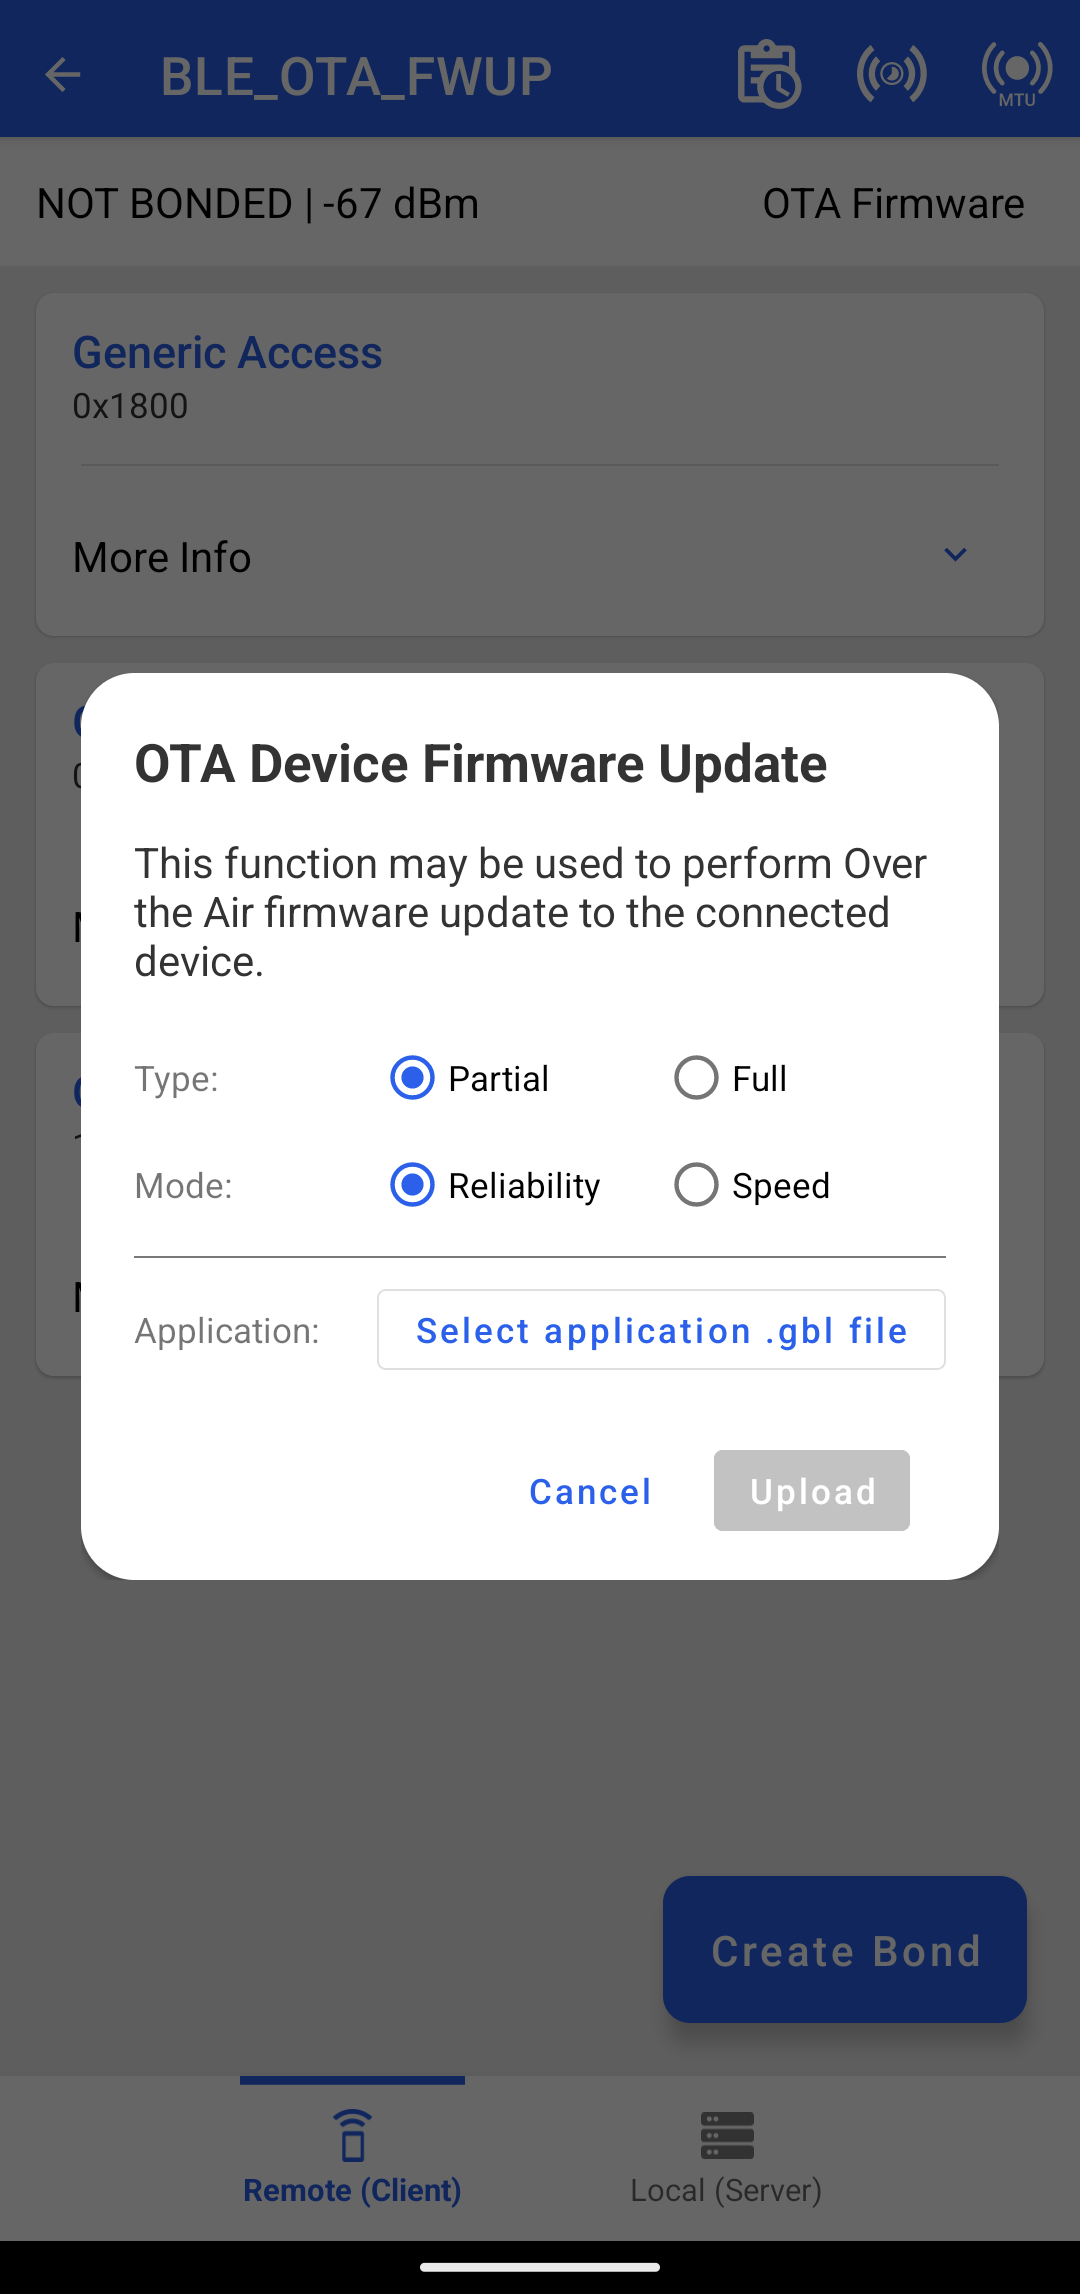 BLE_OTA_FWUP
MTU
NOT BONDED | -67 dBm
OTA Firmware
Generic Access
0x1800
More Info
OTA Device Firmware Update
This function may be used to perform Over
the Air firmware update to the connected
device.
Type:
Partial
Full
Mode:
Reliability
Speed
Application:
Select application .gbl file
Cancel
Upload
Create Bond
Remote (Client)
Local (Server)